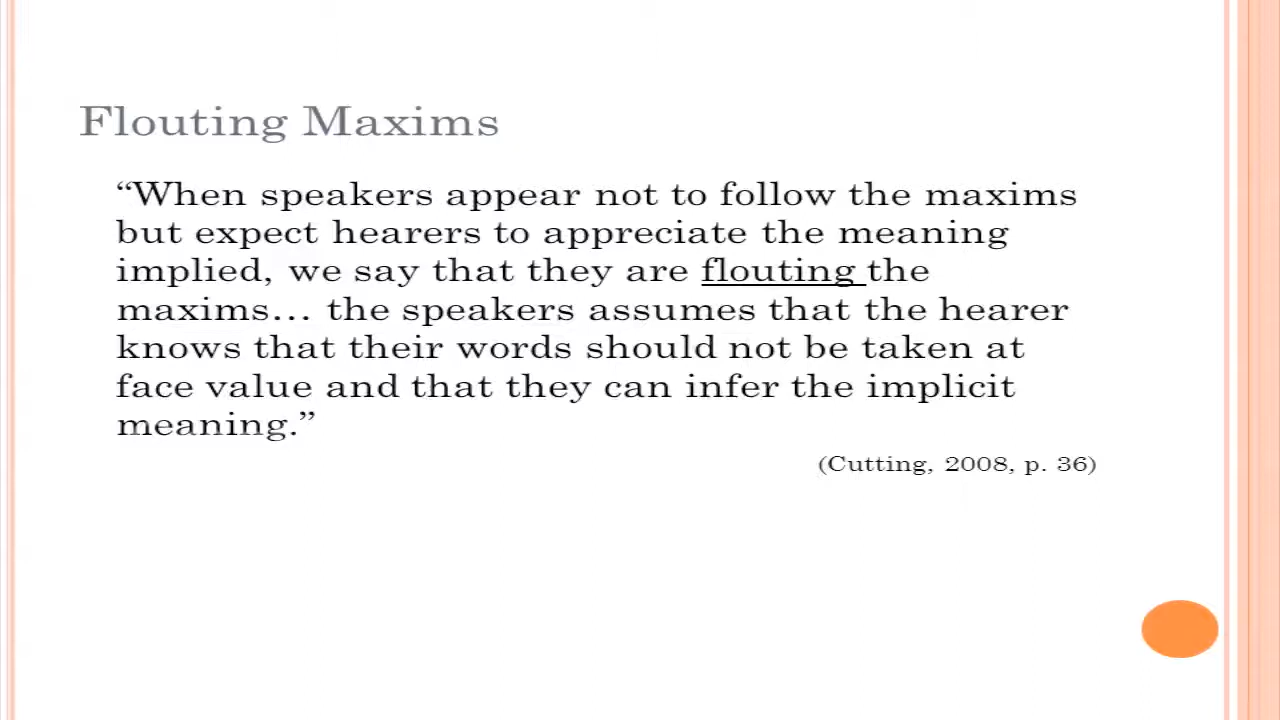 Flouting Maxims
“When speakers appear not to follow the maxims
but expect hearers to appreciate the meaning
implied, we say that they are flouting the
maxims… the speakers assumes that the hearer
knows that their words should not be taken at
face value and that they can infer the implicit
meaning.”
(Cutting, 2008, p. 36)